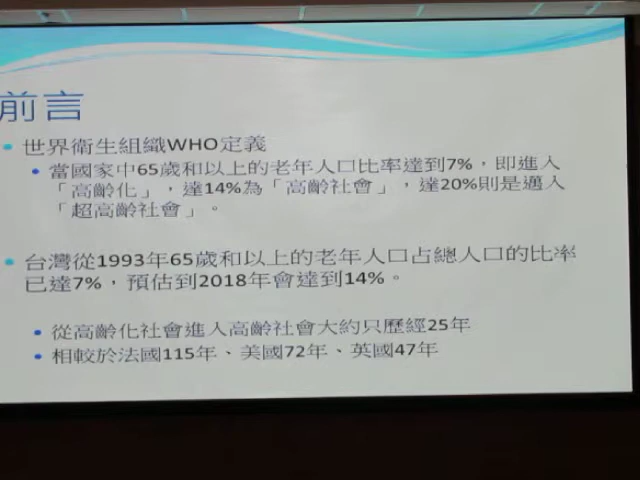 前言
世界衛生組織WHO定義
當國家中65歲和以上的老年人口比率達到7%，即進入
「高齡化」，達14%為「高齡社會」，達20%則是邁入
「超高齡社會」。
台灣從1993年65歲和以上的老年人口占總人口的比率
已達7%，預估到2018年會達到14%。
從高齡化社會進入高齡社會大約只歷經25年
相較於法國115年、美國72年、英國47年